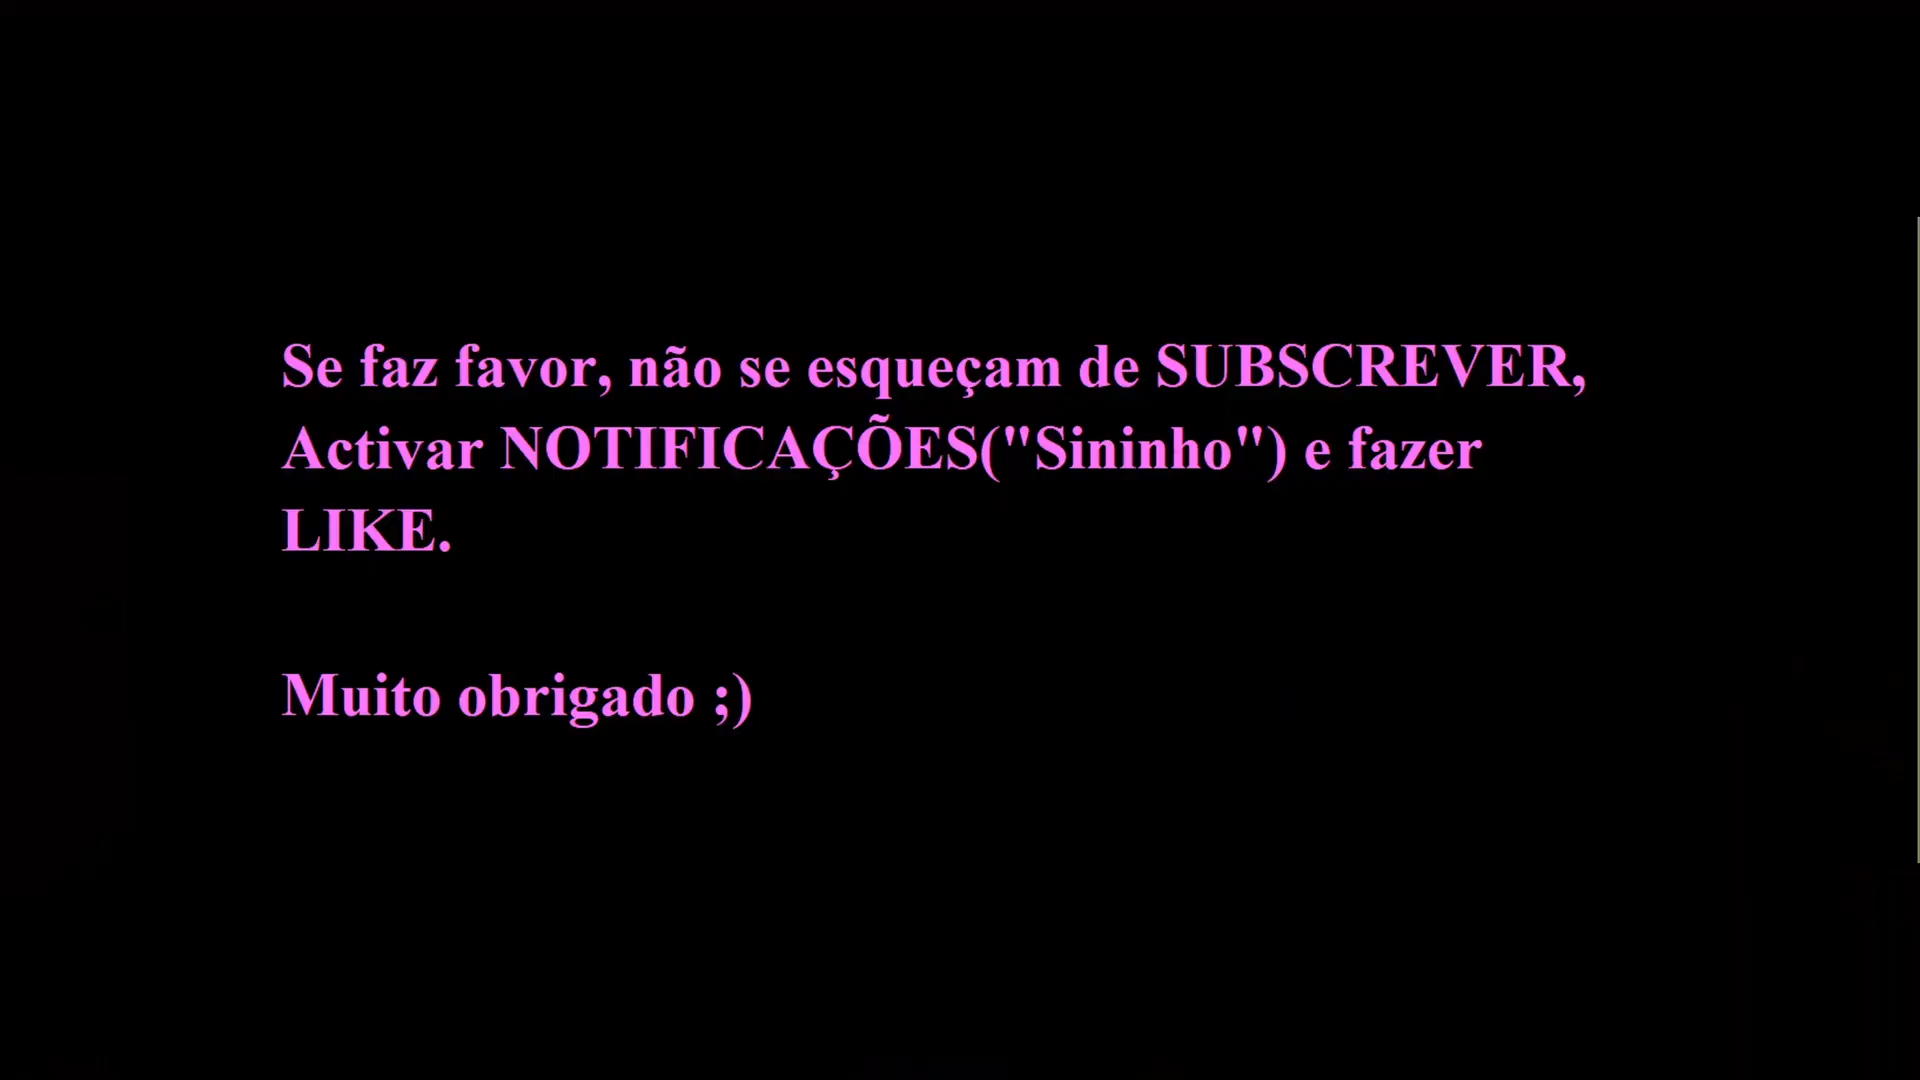 Se faz favor, não se esqueçam de SUBSCREVER,
Activar NOTIFICAÇÕES("Sininho") e fazer
LIKE.
Muito obrigado ;)